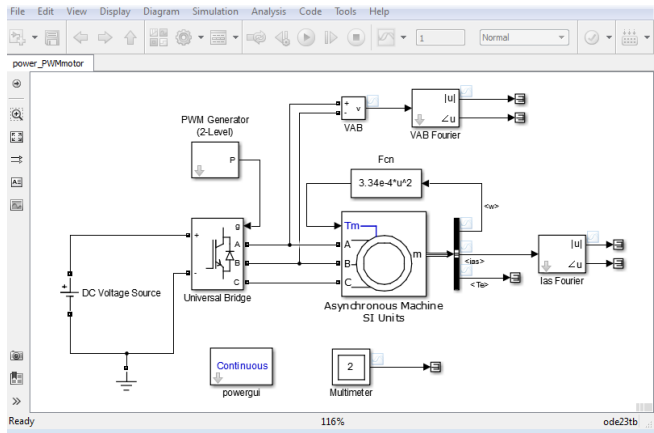 File Edit View Display Diagram Simulation Analysis Code Tools Help
1 Normal
power_PWMmotor
PWM Generator
(2-Level)
P
+
-
v
VAB
|u|
∠u
VAB Fourier
Fcn
3.34e-4*u^2
<w>
+
-
g
A
B
C
Universal Bridge
Tm
A
B
C
m
Asynchronous Machine
SI Units
<ias>
<Te>
|u|
∠u
Ias Fourier
+
DC Voltage Source
Continuous
powergui
2
Multimeter
Ready 116% ode23tb